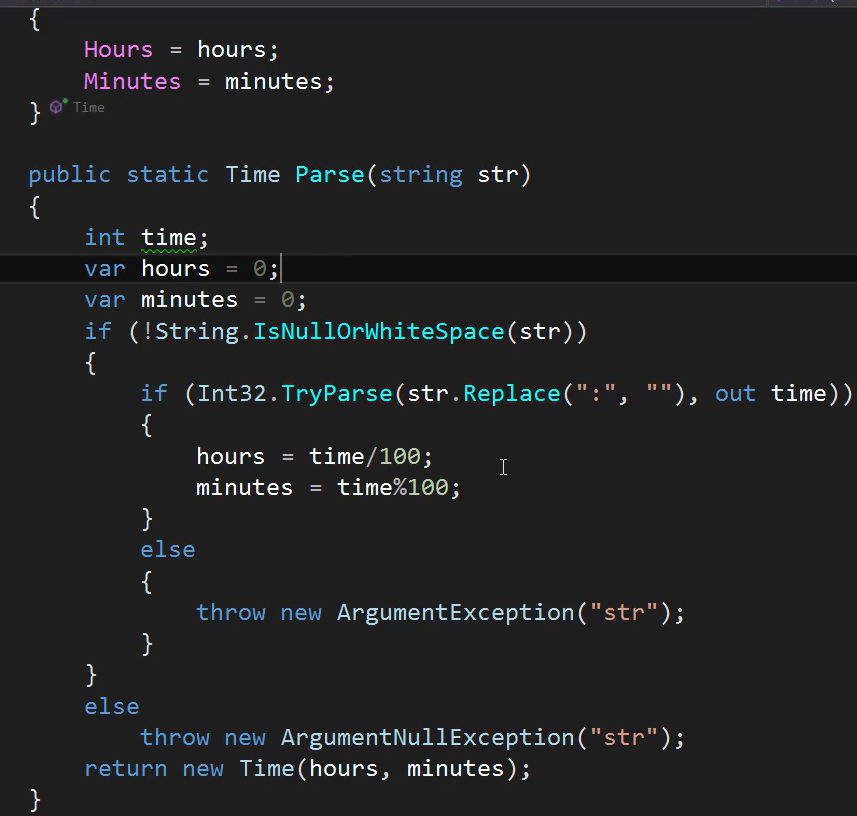 {
    Hours = hours;
    Minutes = minutes;
} Time
public static Time Parse(string str)
{
    int time;
    var hours = 0;
    var minutes = 0;
    if (!String.IsNullOrWhiteSpace(str))
    {
        if (Int32.TryParse(str.Replace(":", ""), out time))
        {
            hours = time/100;
            minutes = time%100;
        }
        else
        {
            throw new ArgumentException("str");
        }
    }
    else
        throw new ArgumentNullException("str");
    return new Time(hours, minutes);
}